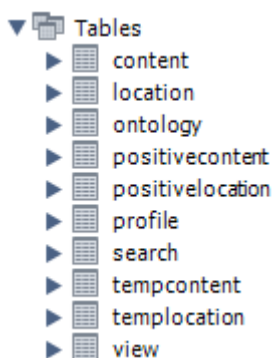 Tables
content
location
ontology
positivecontent
positivelocation
profile
search
tempcontent
templocation
view